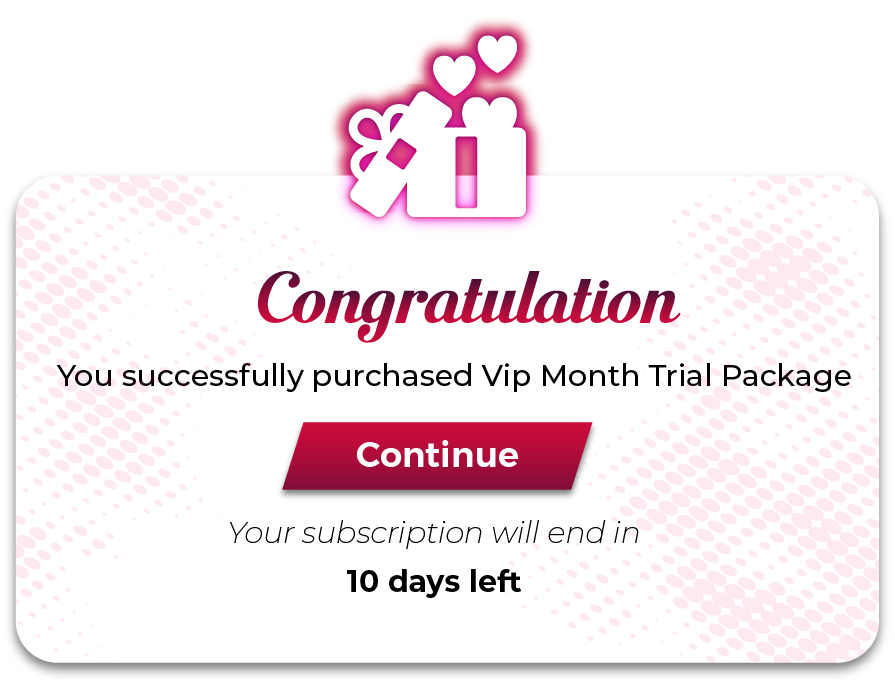 Congratulation
You successfully purchased Vip Month Trial Package
Continue
Your subscription will end in
10 days left